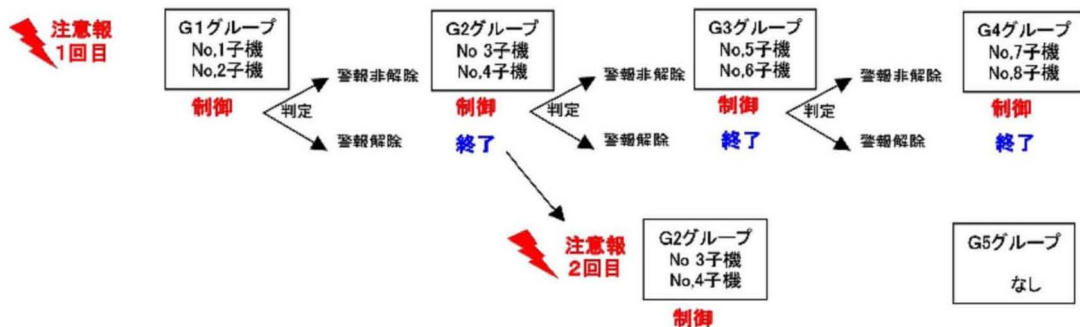 注意報
1回目
G1グループ
No,1子機
No,2子機
制御
判定
警報非解除
警報解除
G2グループ
No 3子機
No,4子機
制御
終了
判定
警報非解除
警報解除
G3グループ
No,5子機
No,6子機
制御
終了
判定
警報非解除
警報解除
G4グループ
No,7子機
No,8子機
制御
終了
注意報
2回目
G2グループ
No 3子機
No,4子機
制御
G5グループ
なし